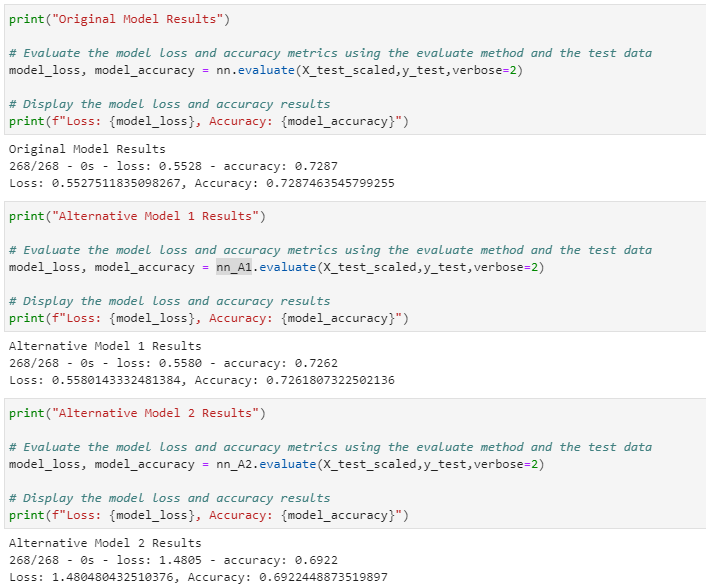 print("Original Model Results")
# Evaluate the model loss and accuracy metrics using the evaluate method and the test data
model_loss, model_accuracy = nn.evaluate(X_test_scaled,y_test,verbose=2)
# Display the model loss and accuracy results
print(f"Loss: {model_loss}, Accuracy: {model_accuracy}")
Original Model Results
268/268 - 0s - loss: 0.5528 - accuracy: 0.7287
Loss: 0.5527511835098267, Accuracy: 0.7287463545799255
print("Alternative Model 1 Results")
# Evaluate the model loss and accuracy metrics using the evaluate method and the test data
model_loss, model_accuracy = nn_A1.evaluate(X_test_scaled,y_test,verbose=2)
# Display the model loss and accuracy results
print(f"Loss: {model_loss}, Accuracy: {model_accuracy}")
Alternative Model 1 Results
268/268 - 0s - loss: 0.5580 - accuracy: 0.7262
Loss: 0.5580143332481384, Accuracy: 0.7261807322502136
print("Alternative Model 2 Results")
# Evaluate the model loss and accuracy metrics using the evaluate method and the test data
model_loss, model_accuracy = nn_A2.evaluate(X_test_scaled,y_test,verbose=2)
# Display the model loss and accuracy results
print(f"Loss: {model_loss}, Accuracy: {model_accuracy}")
Alternative Model 2 Results
268/268 - 0s - loss: 1.4805 - accuracy: 0.6922
Loss: 1.480480432510376, Accuracy: 0.6922448873519897